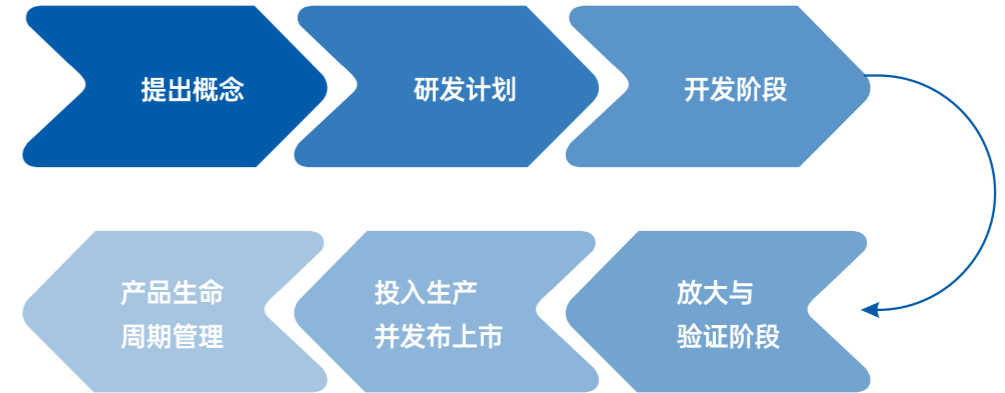 提出概念
研发计划
开发阶段
放大与
验证阶段
投入生产
并发布上市
产品生命
周期管理